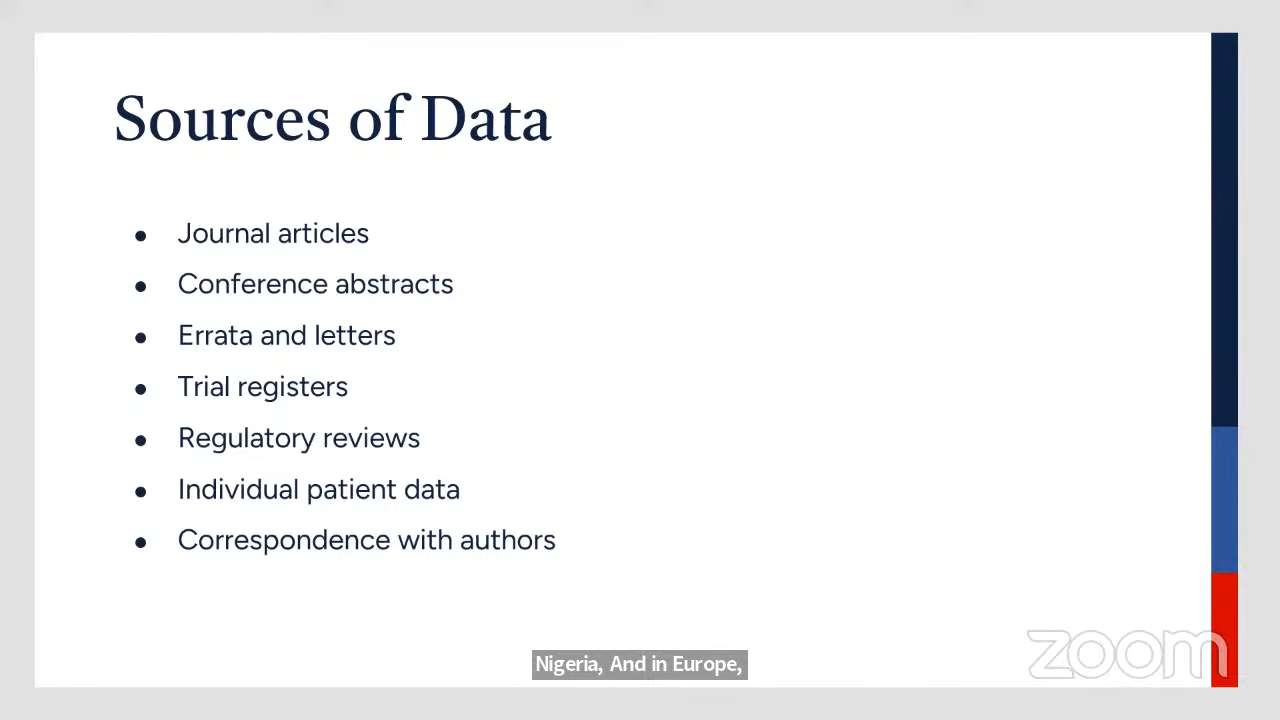 Sources of Data
● Journal articles
● Conference abstracts
● Errata and letters
● Trial registers
● Regulatory reviews
● Individual patient data
● Correspondence with authors
Nigeria, And in Europe,
zoom